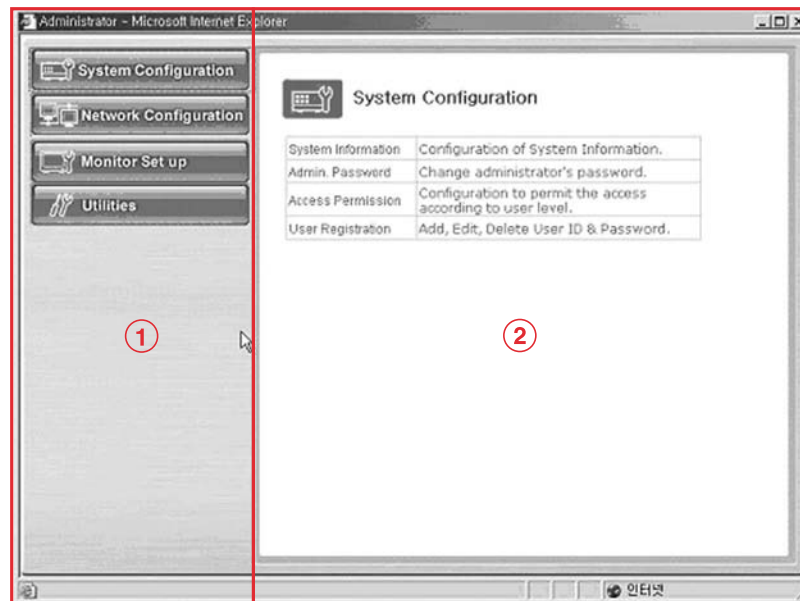 Administrator - Microsoft Internet Explorer
System Configuration
Network Configuration
Monitor Set up
Utilities
①
System Configuration
System Information Configuration of System Information.
Admin. Password Change administrator's password.
Access Permission Configuration to permit the access
according to user level.
User Registration Add, Edit, Delete User ID & Password.
②
인터넷